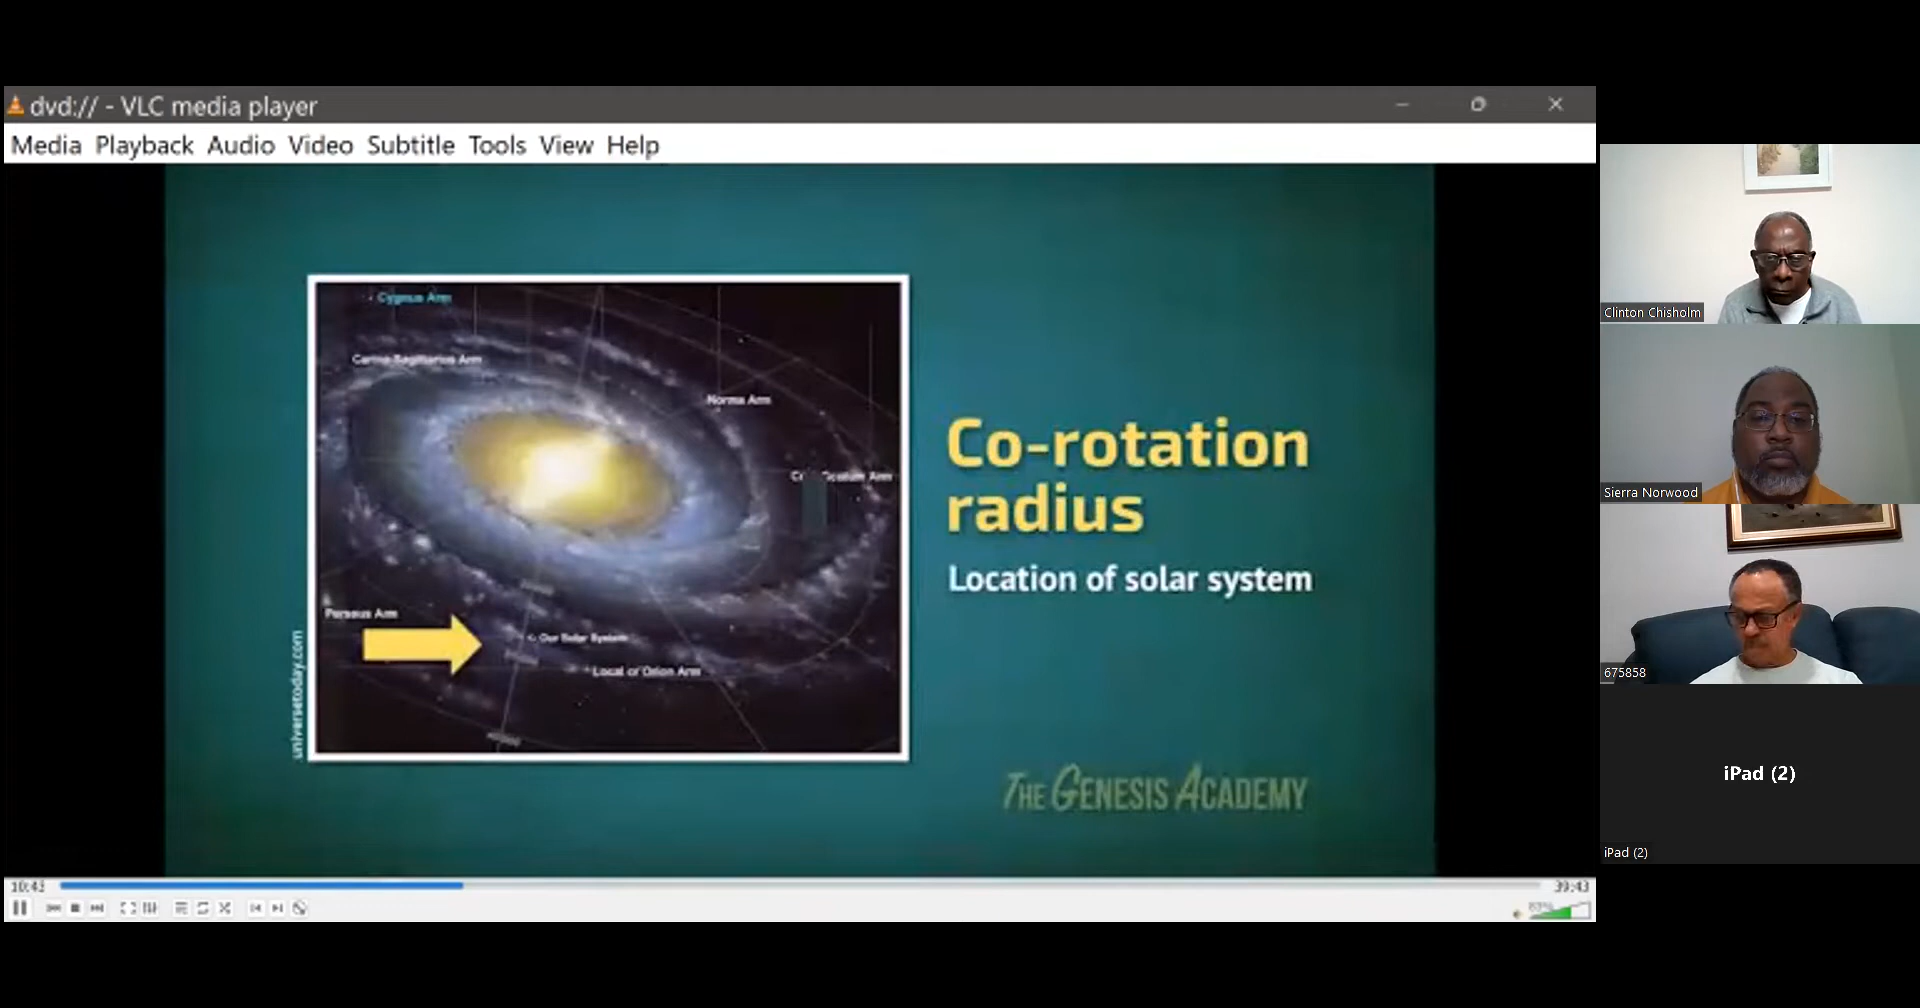 dvd:// - VLC media player
Media Playback Audio Video Subtitle Tools View Help
Cygnus Arm
Carina Sagittarius Arm
Norma Arm
Perseus Arm
<- Our Solar System
Local or Orion Arm
universetoday.com
Co-rotation
radius
Location of solar system
THE GENESIS ACADEMY
10:43
39:43
83%
Clinton Chisholm
Sierra Norwood
675858
iPad (2)
iPad (2)